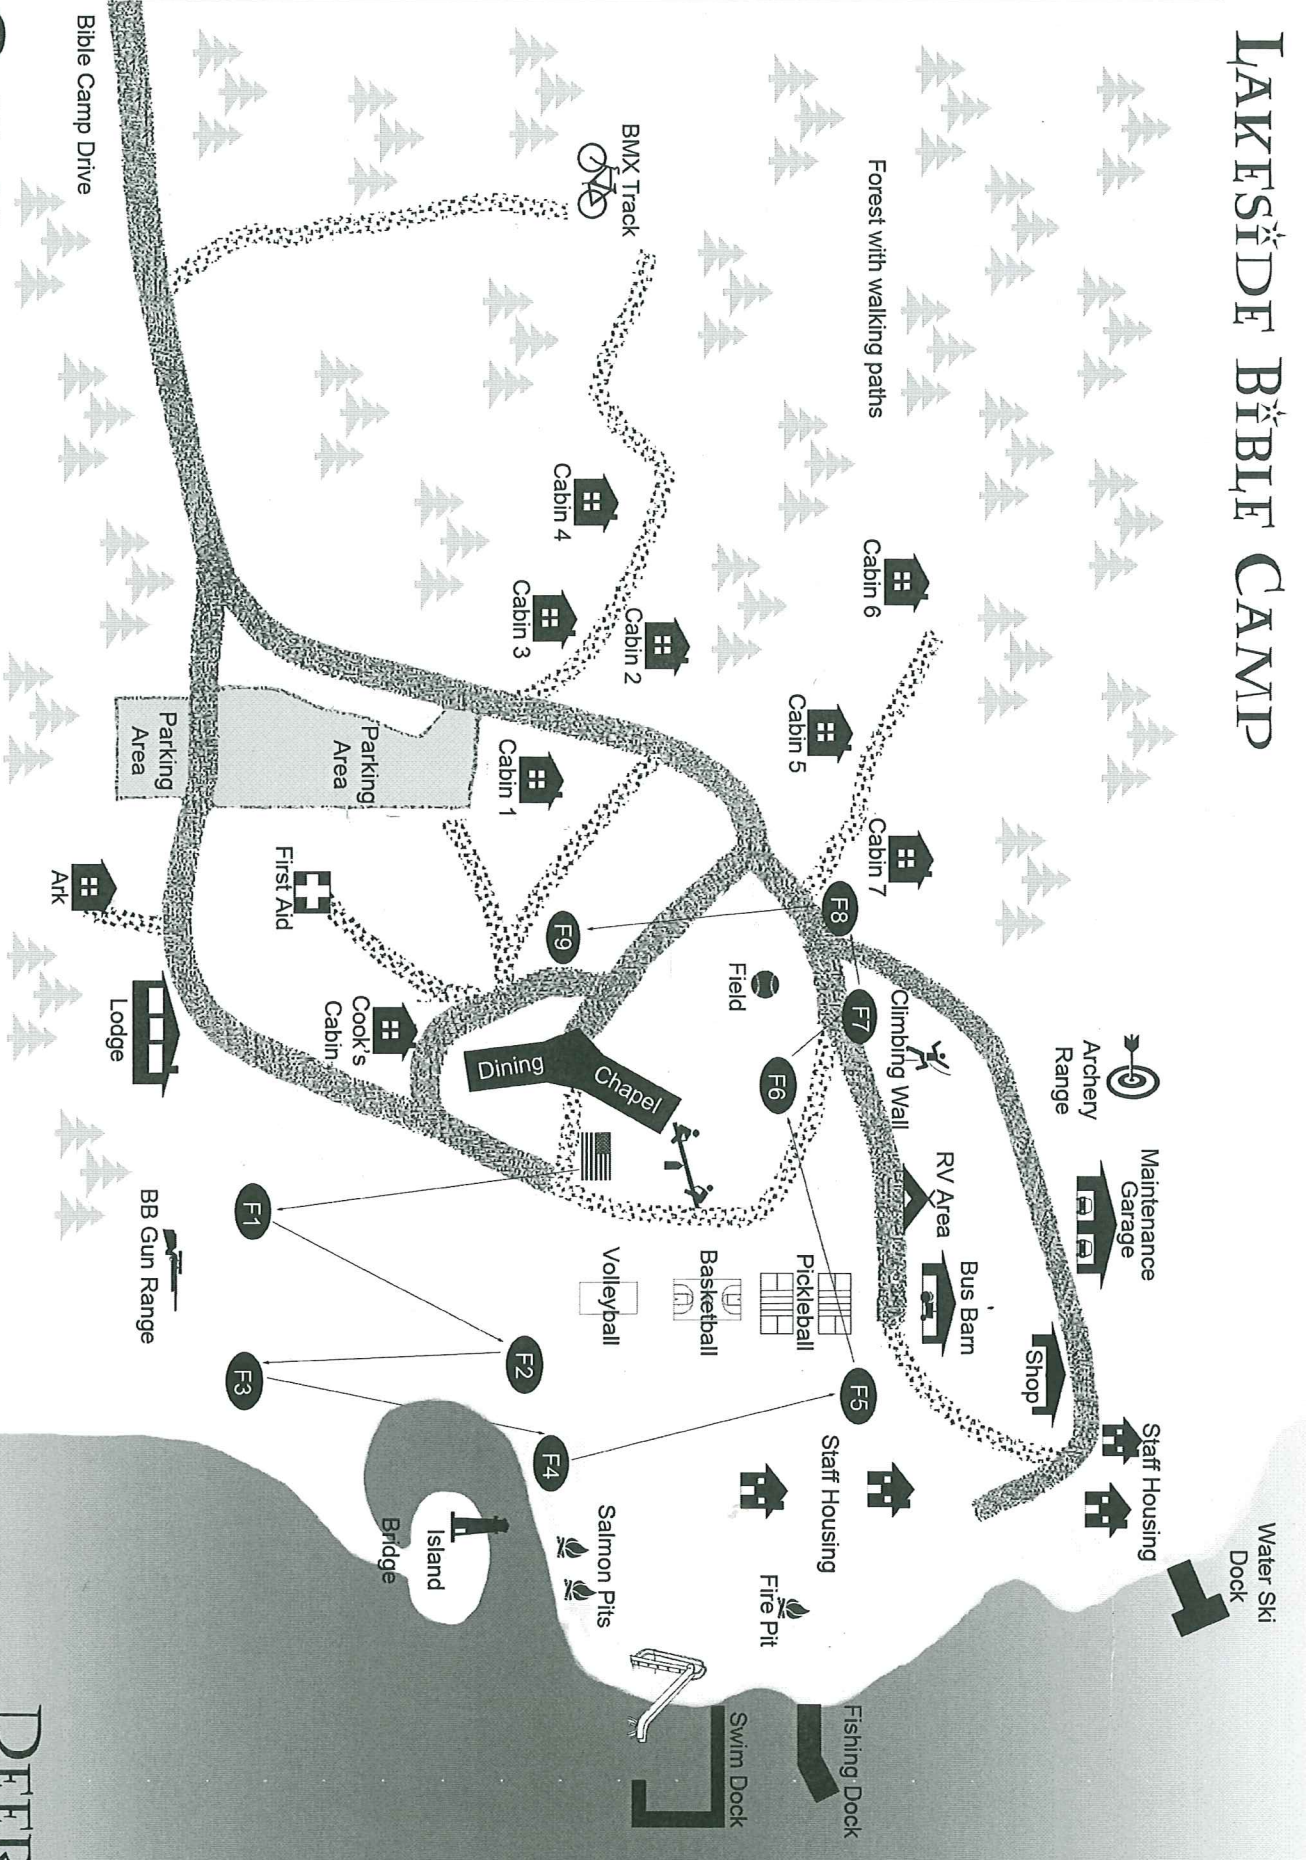 LAKESIDE BIBLE CAMP
Forest with walking paths
BMX Track
Bible Camp Drive
Cabin 6
Cabin 5
Cabin 7
Cabin 4
Cabin 3
Cabin 2
Cabin 1
Parking
Area
Parking
Area
First Aid
Ark
Lodge
Cook's
Cabin
Dining
Chapel
Field
Climbing Wall
Archery
Range
Maintenance
Garage
RV Area
Bus Barn
Shop
Staff Housing
Staff Housing
Water Ski
Dock
Pickleball
Basketball
Volleyball
BB Gun Range
F1
F2
F3
F4
F5
F6
F7
F8
F9
Salmon Pits
Fire Pit
Island
Bridge
Fishing Dock
Swim Dock